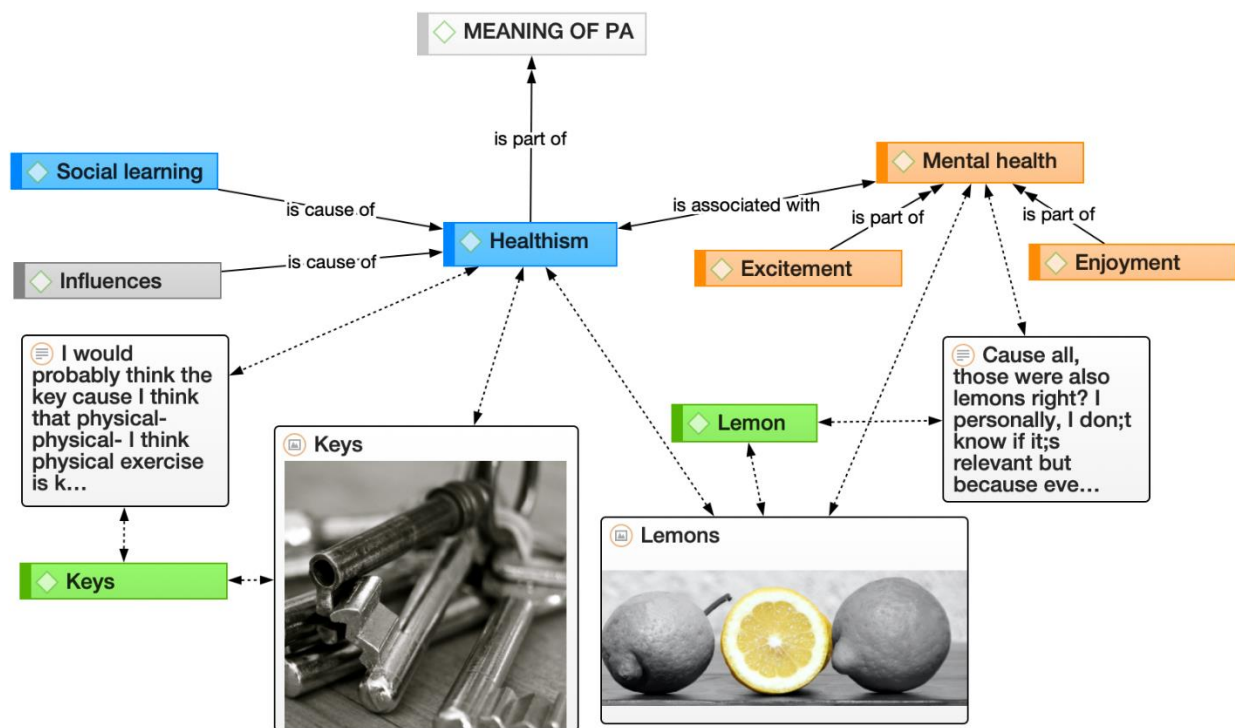 MEANING OF PA
is part of
Social learning
Mental health
is cause of
is associated with
is part of
is part of
Healthism
Influences
is cause of
Excitement
Enjoyment
I would
probably think the
key cause I think
that physical-
physical- I think
physical exercise
is k...
Cause all,
those were also
lemons right? I
personally, I don;t
know if it;s
relevant but
because eve...
Lemon
Keys
Lemons
Keys